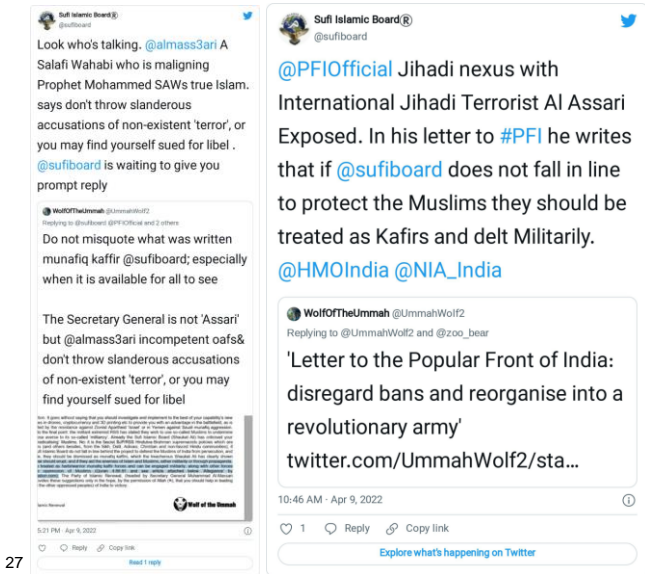 Sufi Islamic Board®
@sufiboard
Look who's talking. @almass3ari A
Salafi Wahabi who is maligning
Prophet Mohammed SAWs true Islam.
says don't throw slanderous
accusations of non-existent 'terror', or
you may find yourself sued for libel .
@sufiboard is waiting to give you
prompt reply
WolfOfTheUmmah @UmmahWolf2
Replying to @sufiboard @PFIOfficial and 2 others
Do not misquote what was written
munafiq kaffir @sufiboard; especially
when it is available for all to see
The Secretary General is not 'Assari'
but @almass3ari incompetent oafs&
don't throw slanderous accusations
of non-existent 'terror', or you may
find yourself sued for libel
Wolf of the Ummah
5:21 PM · Apr 9, 2022
Reply
Copy link
Read 1 reply
27
Sufi Islamic Board®
@sufiboard
@PFIOfficial Jihadi nexus with
International Jihadi Terrorist Al Assari
Exposed. In his letter to #PFI he writes
that if @sufiboard does not fall in line
to protect the Muslims they should be
treated as Kafirs and delt Militarily.
@HMOIndia @NIA_India
WolfOfTheUmmah @UmmahWolf2
Replying to @UmmahWolf2 and @zoo_bear
'Letter to the Popular Front of India:
disregard bans and reorganise into a
revolutionary army'
twitter.com/UmmahWolf2/sta...
10:46 AM · Apr 9, 2022
1 Reply Copy link
Explore what's happening on Twitter